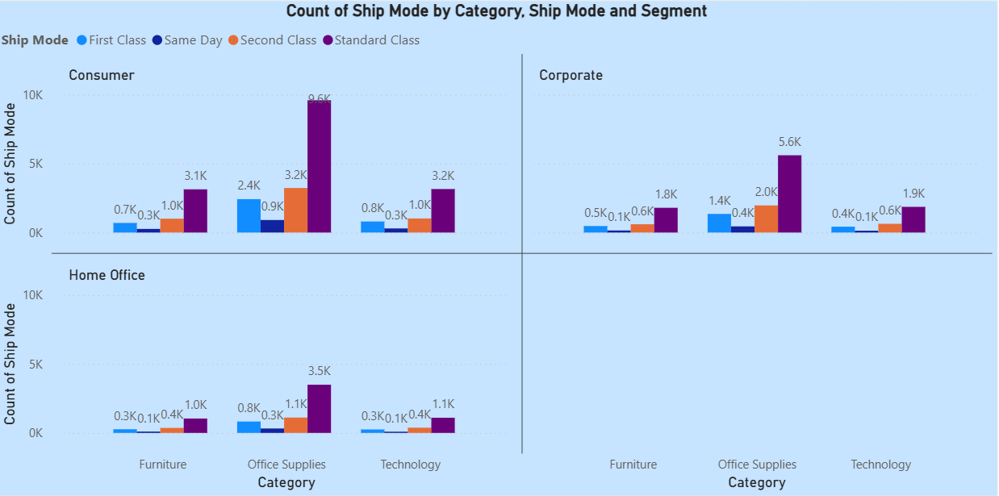 Count of Ship Mode by Category, Ship Mode and Segment
Ship Mode First Class Same Day Second Class Standard Class
Consumer
Count of Ship Mode
10K
5K
0K
0.7K 0.3K 1.0K 3.1K
2.4K 0.9K 3.2K 9.6K
0.8K 0.3K 1.0K 3.2K
Corporate
0.5K 0.1K 0.6K 1.8K
1.4K 0.4K 2.0K 5.6K
0.4K 0.1K 0.6K 1.9K
Home Office
Count of Ship Mode
10K
5K
0K
0.3K 0.1K 0.4K 1.0K
0.8K 0.3K 1.1K 3.5K
0.3K 0.1K 0.4K 1.1K
Furniture Office Supplies Technology
Category
Furniture Office Supplies Technology
Category